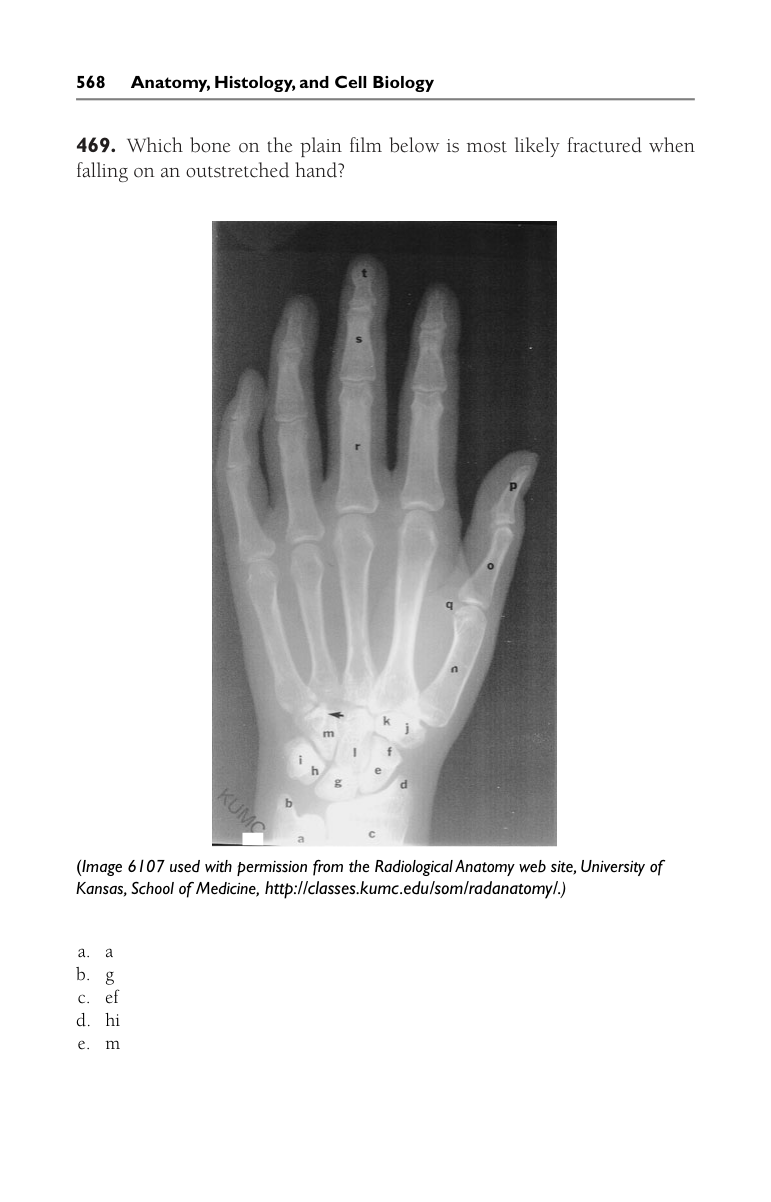 568 Anatomy, Histology, and Cell Biology
469. Which bone on the plain film below is most likely fractured when
falling on an outstretched hand?
t
s
r
p
o
q
n
k
j
m
l
f
i
h
e
g
d
b
c
a
KUMC
(Image 6107 used with permission from the Radiological Anatomy web site, University of
Kansas, School of Medicine, http://classes.kumc.edu/som/radanatomy/.)
a. a
b. g
c. ef
d. hi
e. m